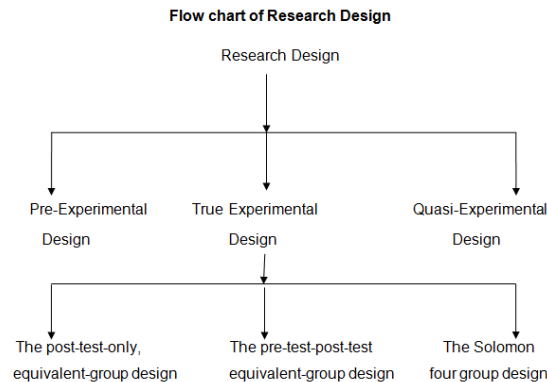 Flow chart of Research Design
Research Design
Pre-Experimental
Design
True Experimental
Design
Quasi-Experimental
Design
The post-test-only,
equivalent-group design
The pre-test-post-test
equivalent-group design
The Solomon
four group design